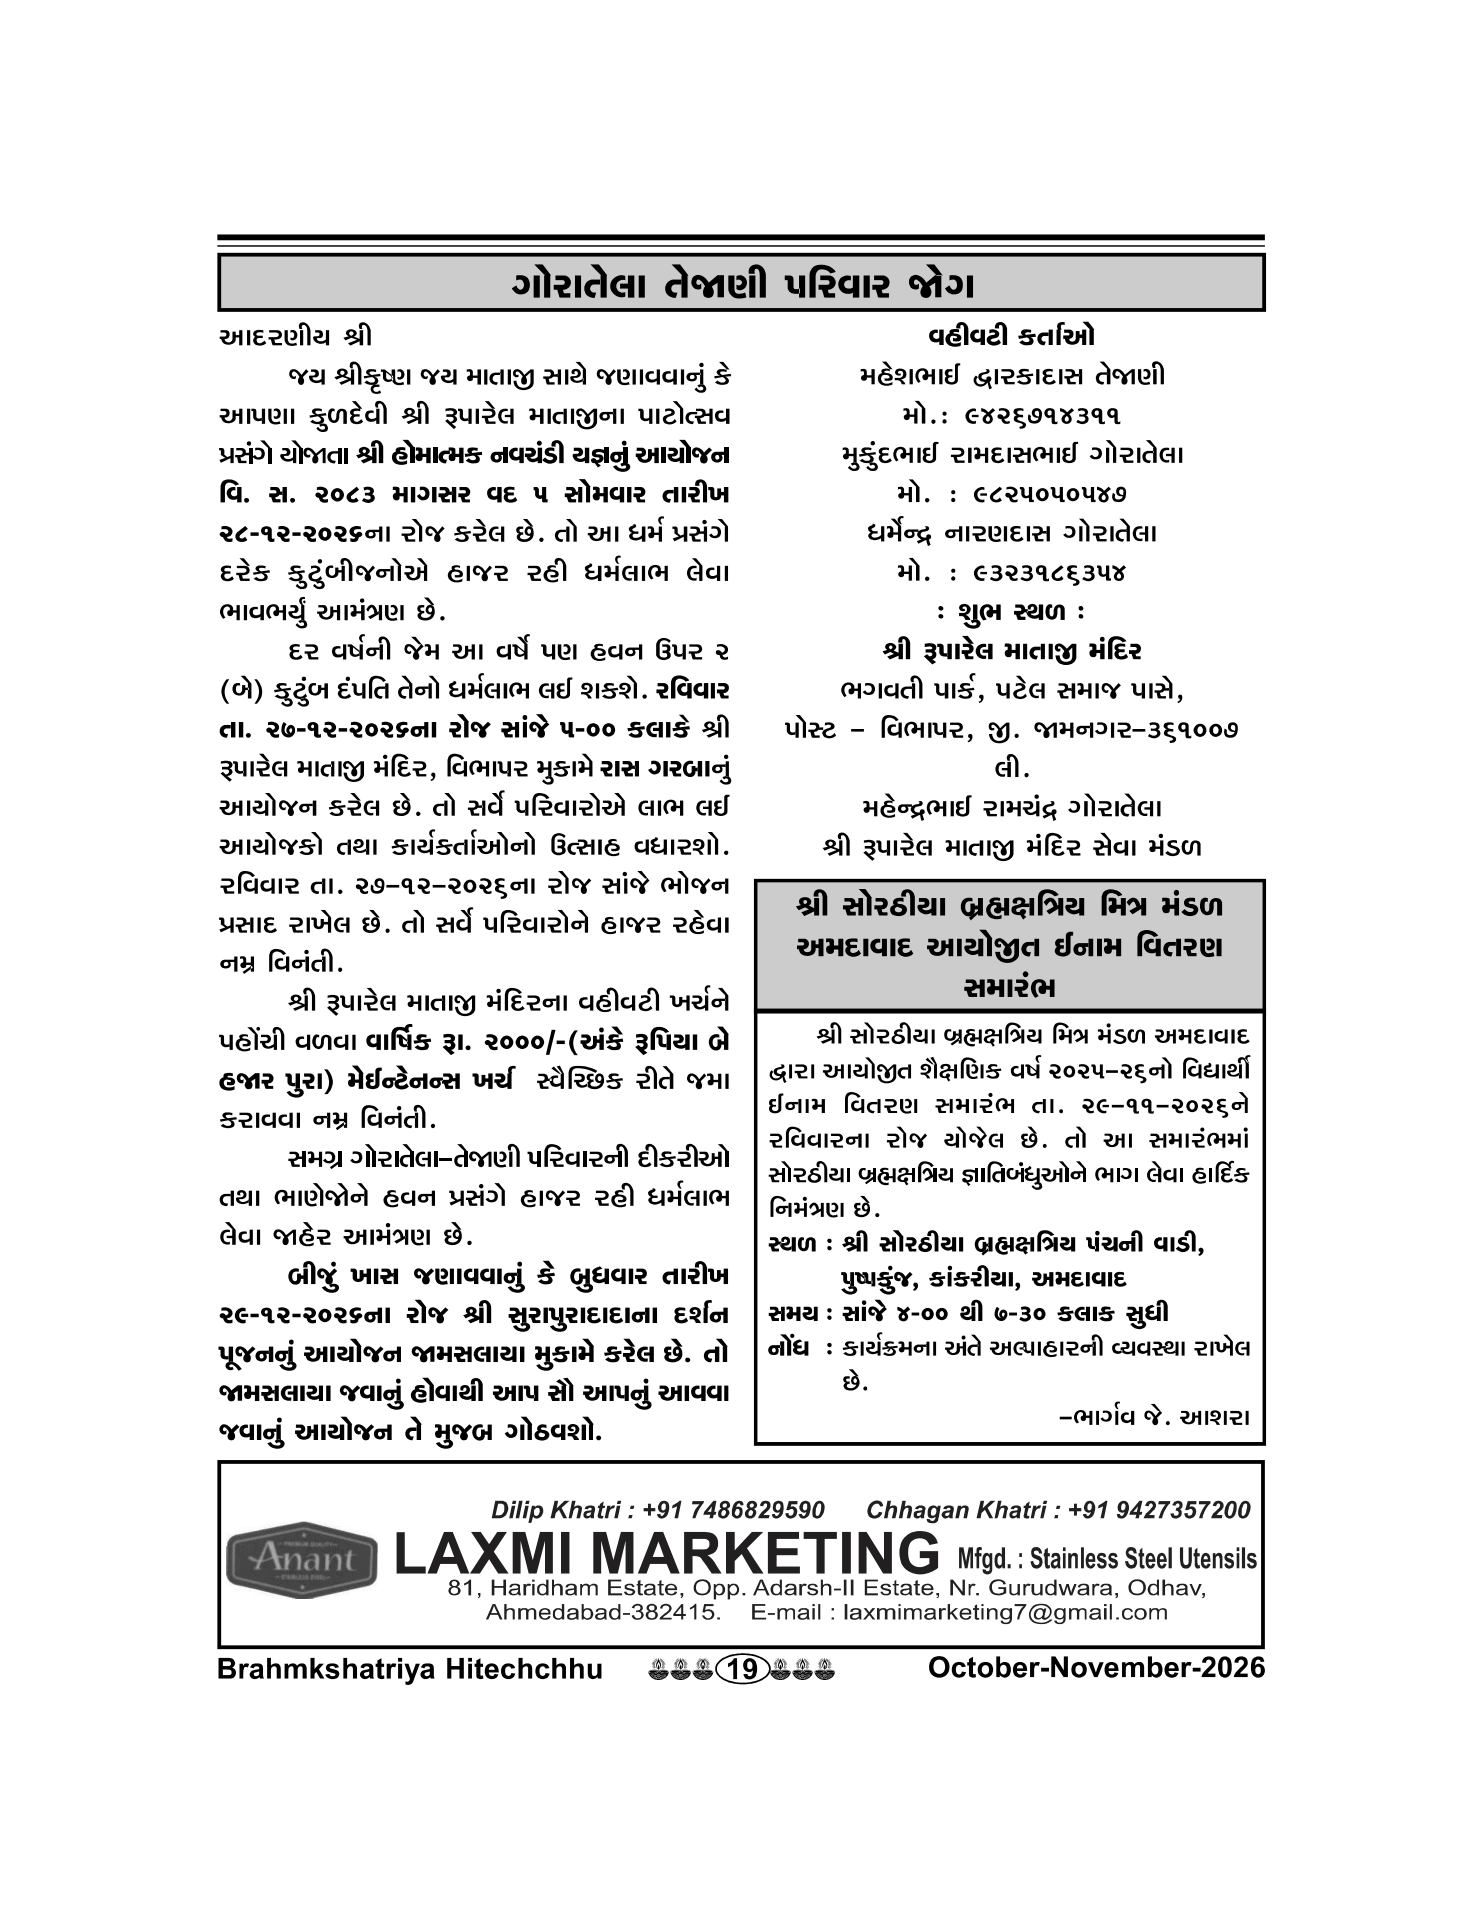 ગોરાતેલા તેજાણી પરિવાર જોગ
આદરણીય શ્રી
જય શ્રીકૃષ્ણ જય માતાજી સાથે જણાવવાનું કે
આપણા કુળદેવી શ્રી રૂપારેલ માતાજીના પાટોત્સવ
પ્રસંગે યોજાતા શ્રી હોમાત્મક નવચંડી યજ્ઞનું આયોજન
વિ. સ. ૨૦૮૩ માગસર વદ ૫ સોમવાર તારીખ
૨૮-૧૨-૨૦૨૬ના રોજ કરેલ છે. તો આ ધર્મ પ્રસંગે
દરેક કુટુંબીજનોએ હાજર રહી ધર્મલાભ લેવા
ભાવભર્યું આમંત્રણ છે.
દર વર્ષની જેમ આ વર્ષે પણ હવન ઉપર ૨
(બે) કુટુંબ દંપતિ તેનો ધર્મલાભ લઈ શકશે. રવિવાર
તા. ૨૭-૧૨-૨૦૨૬ના રોજ સાંજે ૫-૦૦ કલાકે શ્રી
રૂપારેલ માતાજી મંદિર, વિભાપર મુકામે રાસ ગરબાનું
આયોજન કરેલ છે. તો સર્વે પરિવારોએ લાભ લઈ
આયોજકો તથા કાર્યકર્તાઓનો ઉત્સાહ વધારશો.
રવિવાર તા. ૨૭–૧૨–૨૦૨૬ના રોજ સાંજે ભોજન
પ્રસાદ રાખેલ છે. તો સર્વે પરિવારોને હાજર રહેવા
નમ્ર વિનંતી.
શ્રી રૂપારેલ માતાજી મંદિરના વહીવટી ખર્ચને
પહોંચી વળવા વાર્ષિક રૂા. ૨૦૦૦/-(અંકે રૂપિયા બે
હજાર પુરા) મેઈન્ટેનન્સ ખર્ચ સ્વૈચ્છિક રીતે જમા
કરાવવા નમ્ર વિનંતી.
સમગ્ર ગોરાતેલા–તેજાણી પરિવારની દીકરીઓ
તથા ભાણેજોને હવન પ્રસંગે હાજર રહી ધર્મલાભ
લેવા જાહેર આમંત્રણ છે.
બીજું ખાસ જણાવવાનું કે બુધવાર તારીખ
૨૯-૧૨-૨૦૨૬ના રોજ શ્રી સુરાપુરાદાદાના દર્શન
પૂજનનું આયોજન જામસલાયા મુકામે કરેલ છે. તો
જામસલાયા જવાનું હોવાથી આપ સૌ આપનું આવવા
જવાનું આયોજન તે મુજબ ગોઠવશો.
વહીવટી કર્તાઓ
મહેશભાઈ દ્વારકાદાસ તેજાણી
મો.: ૯૪૨૬૭૧૪૩૧૧
મુકુંદભાઈ રામદાસભાઈ ગોરાતેલા
મો. : ૯૮૨૫૦૫૦૫૪૭
ધર્મેન્દ્ર નારણદાસ ગોરાતેલા
મો. : ૯૩૨૩૧૮૬૩૫૪
: શુભ સ્થળ :
શ્રી રૂપારેલ માતાજી મંદિર
ભગવતી પાર્ક, પટેલ સમાજ પાસે,
પોસ્ટ – વિભાપર, જી. જામનગર–૩૬૧૦૦૭
લી.
મહેન્દ્રભાઈ રામચંદ્ર ગોરાતેલા
શ્રી રૂપારેલ માતાજી મંદિર સેવા મંડળ
શ્રી સોરઠીયા બ્રહ્મક્ષત્રિય મિત્ર મંડળ
અમદાવાદ આયોજીત ઈનામ વિતરણ
સમારંભ
શ્રી સોરઠીયા બ્રહ્મક્ષત્રિય મિત્ર મંડળ અમદાવાદ
દ્વારા આયોજીત શૈક્ષણિક વર્ષ ૨૦૨૫–૨૬નો વિદ્યાર્થી
ઈનામ વિતરણ સમારંભ તા. ૨૯–૧૧–૨૦૨૬ને
રવિવારના રોજ યોજેલ છે. તો આ સમારંભમાં
સોરઠીયા બ્રહ્મક્ષત્રિય જ્ઞાતિબંધુઓને ભાગ લેવા હાર્દિક
નિમંત્રણ છે.
સ્થળ : શ્રી સોરઠીયા બ્રહ્મક્ષત્રિય પંચની વાડી,
પુષ્પકુંજ, કાંકરીયા, અમદાવાદ
સમય : સાંજે ૪-૦૦ થી ૭-૩૦ કલાક સુધી
નોંધ : કાર્યક્રમના અંતે અલ્પાહારની વ્યવસ્થા રાખેલ
છે.
–ભાર્ગવ જે. આશરા
Dilip Khatri : +91 7486829590 Chhagan Khatri : +91 9427357200
PREMIUM QUALITY
Anant
STAINLESS STEEL
LAXMI MARKETING Mfgd. : Stainless Steel Utensils
81, Haridham Estate, Opp. Adarsh-II Estate, Nr. Gurudwara, Odhav,
Ahmedabad-382415. E-mail : laxmimarketing7@gmail.com
Brahmkshatriya Hitechchhu 19 October-November-2026